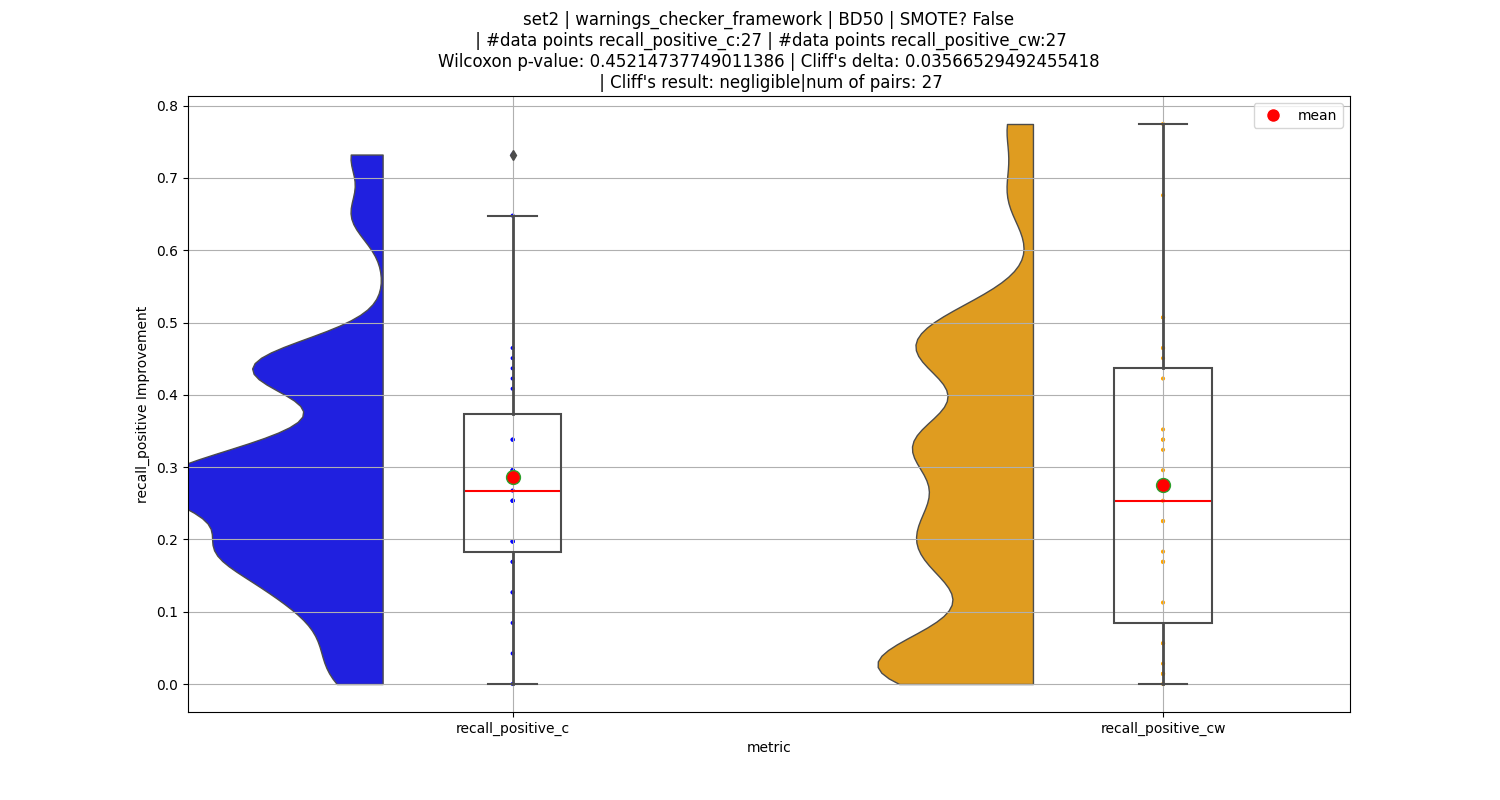 set2 | warnings_checker_framework | BD50 | SMOTE? False
| #data points recall_positive_c:27 | #data points recall_positive_cw:27
Wilcoxon p-value: 0.45214737749011386 | Cliff's delta: 0.03566529492455418
| Cliff's result: negligible|num of pairs: 27
mean
0.8
0.7
0.6
0.5
0.4
0.3
0.2
0.1
0.0
recall_positive Improvement
recall_positive_c
recall_positive_cw
metric